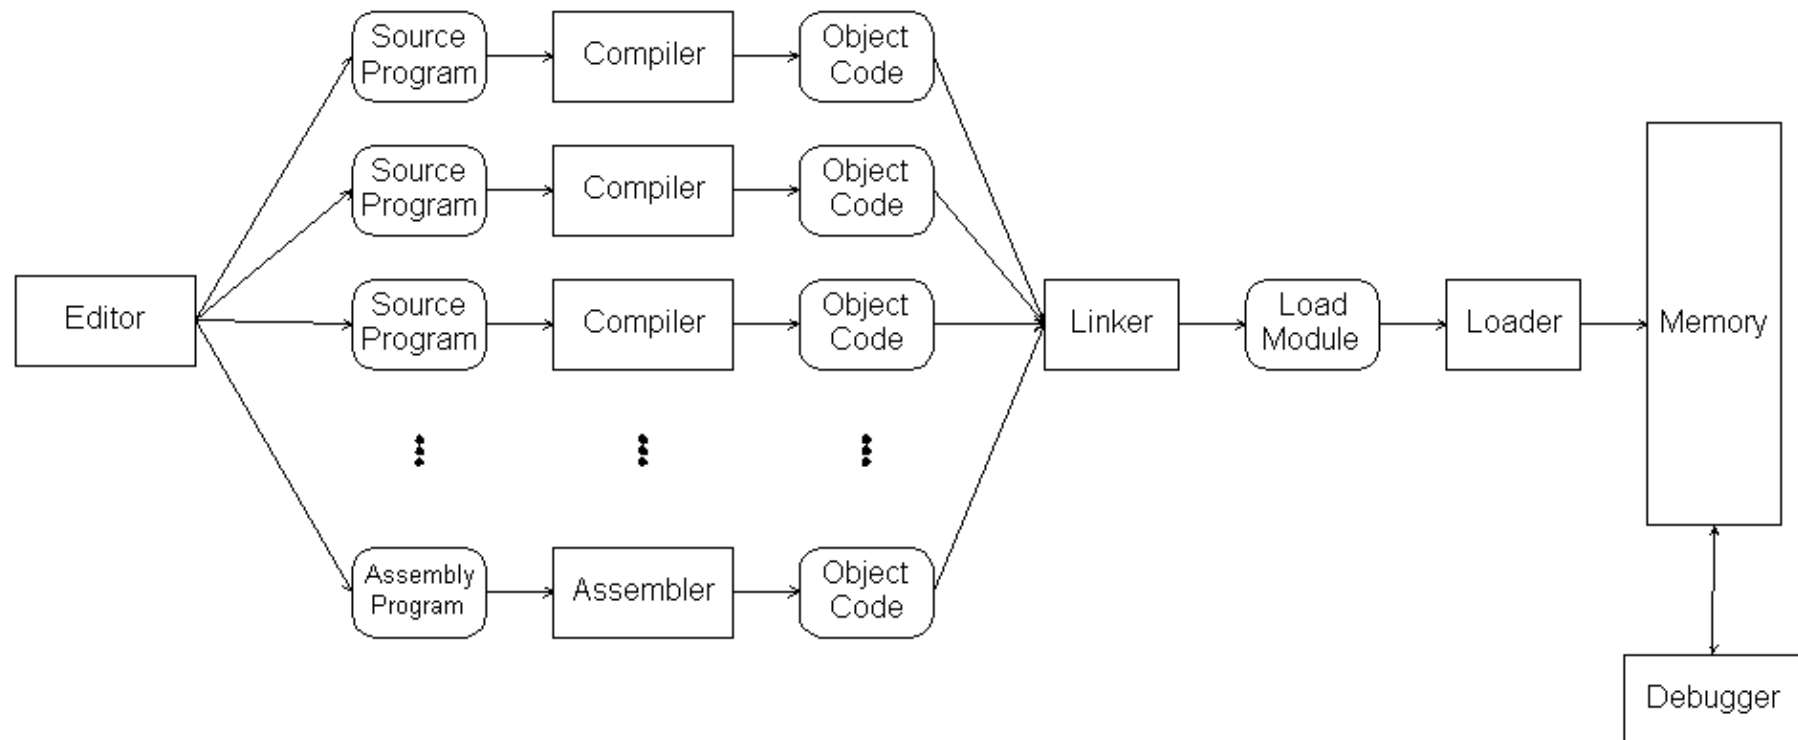 Source
Program
Compiler
Object
Code
Source
Program
Compiler
Object
Code
Editor
Source
Program
Compiler
Object
Code
Linker
Load
Module
Loader
Memory
Assembly
Program
Assembler
Object
Code
Debugger